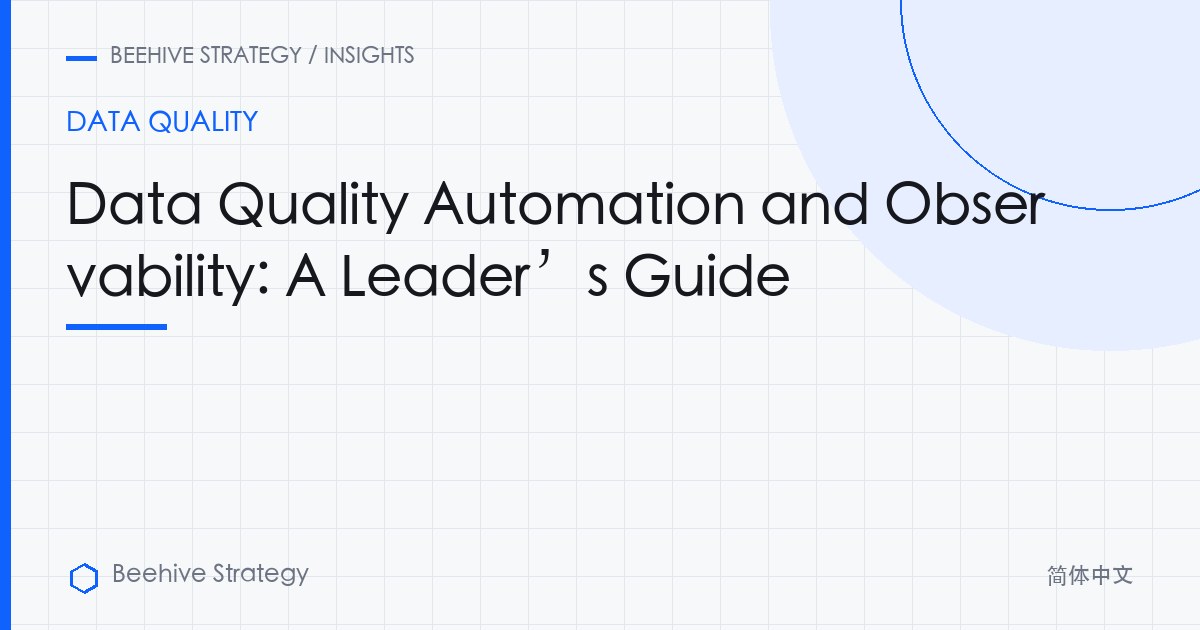 BEEHIVE STRATEGY / INSIGHTS
DATA QUALITY
Data Quality Automation and Obser
vability: A Leader’s Guide
Beehive Strategy
简体中文